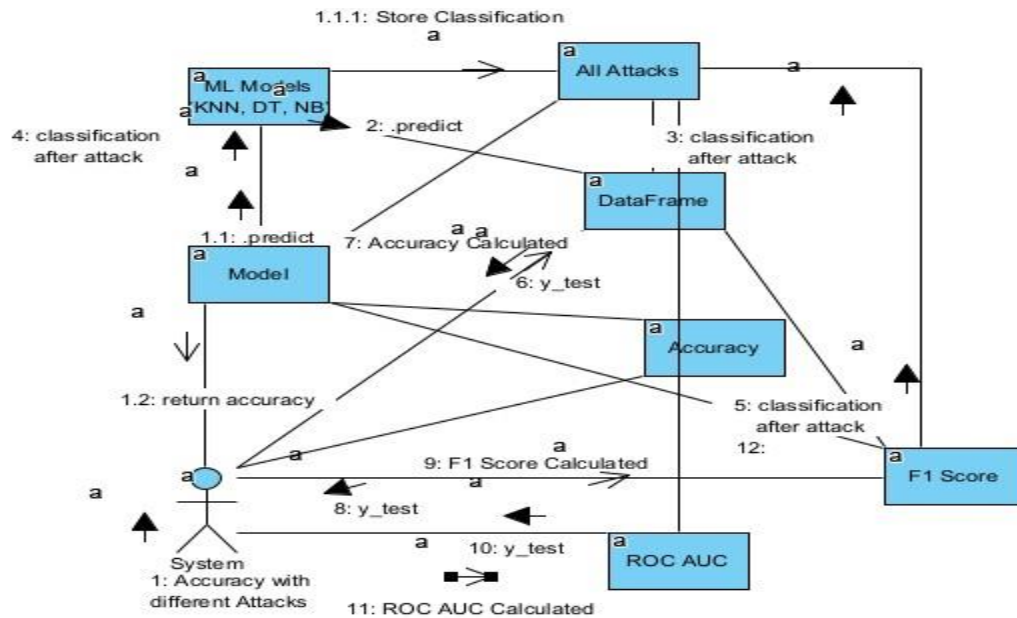 1.1.1: Store Classification
a
a
All Attacks
a
a
ML Models
a
(KNN, DT, NB)
a
4: classification
after attack
2: .predict
3: classification
after attack
a
a
DataFrame
1.1: .predict
7: Accuracy Calculated
a
a
a
Model
6: y_test
a
a
Accuracy
a
1.2: return accuracy
5: classification
after attack
12:
a
a
9: F1 Score Calculated
a
F1 Score
a
a
a
8: y_test
a
10: y_test
a
ROC AUC
System
1: Accuracy with
different Attacks
11: ROC AUC Calculated